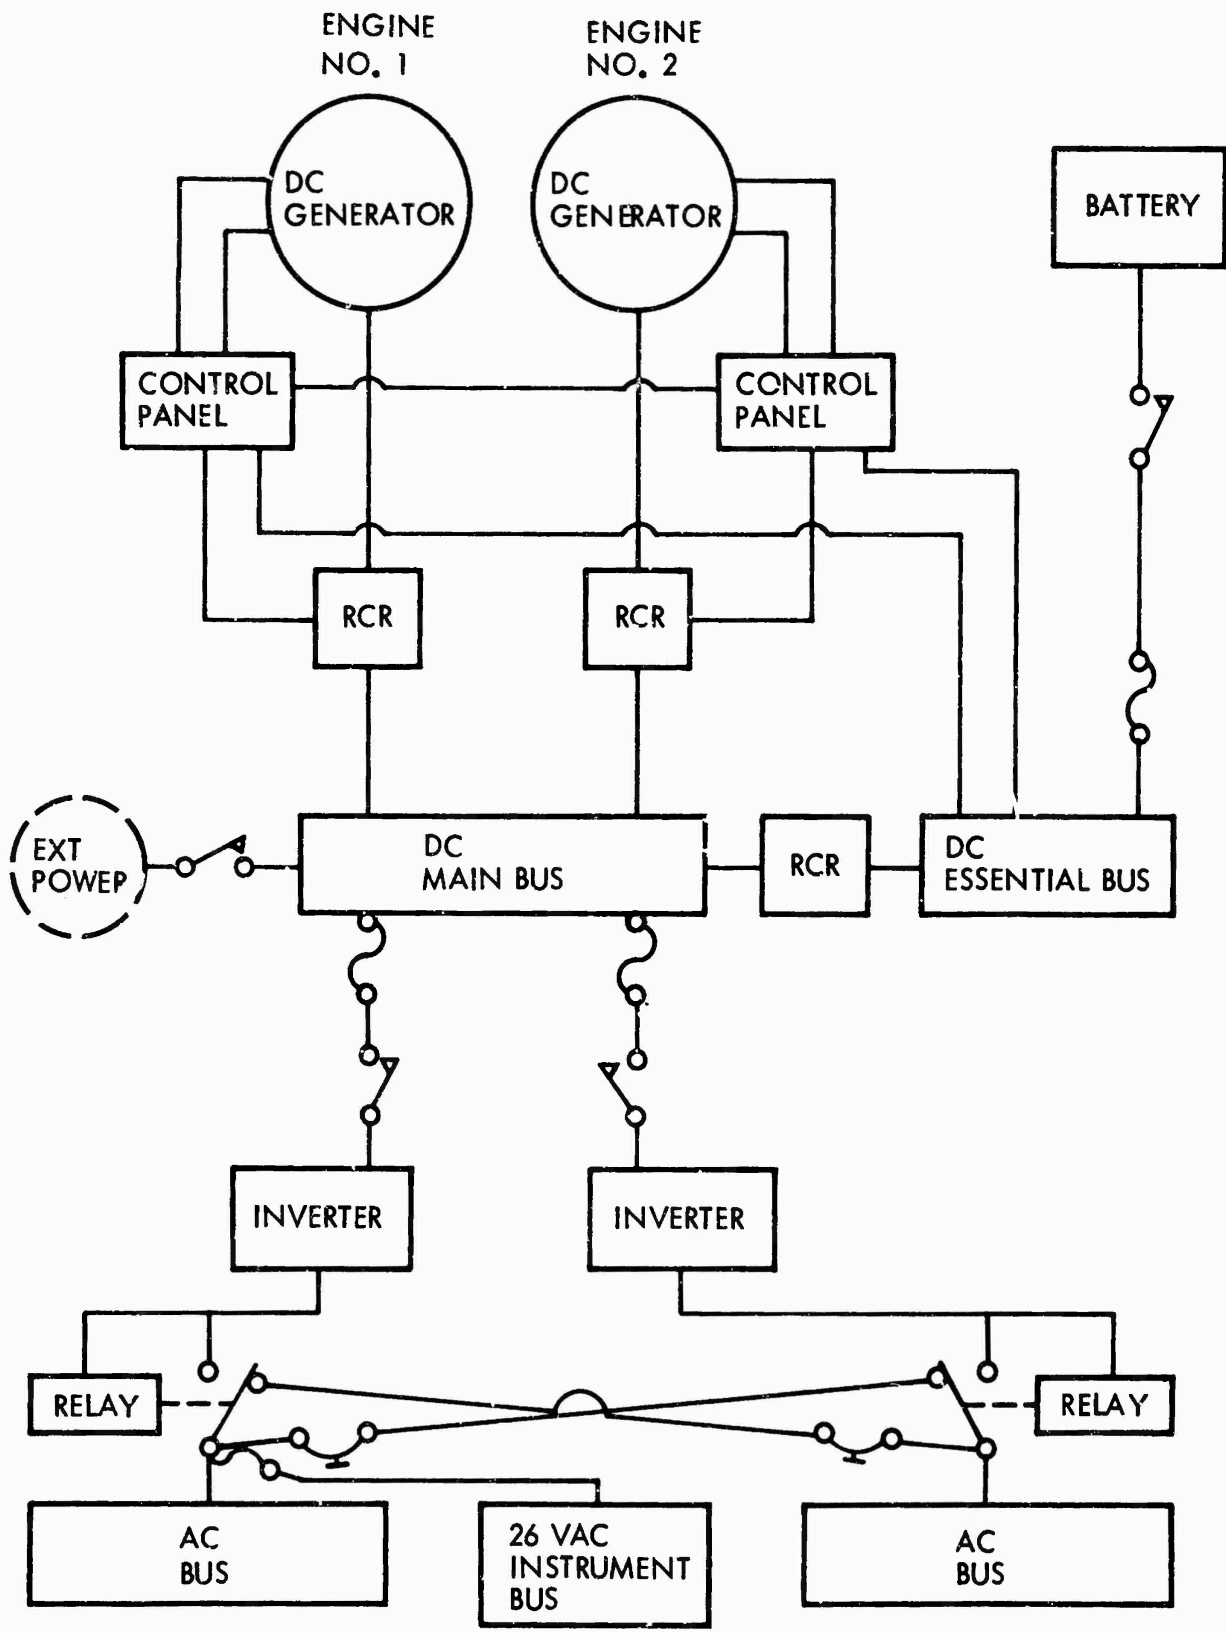 ENGINE
NO. 1
ENGINE
NO. 2
DC
GENERATOR
DC
GENERATOR
BATTERY
CONTROL
PANEL
CONTROL
PANEL
RCR
RCR
EXT
POWEP
DC
MAIN BUS
RCR
DC
ESSENTIAL BUS
INVERTER
INVERTER
RELAY
RELAY
AC
BUS
26 VAC
INSTRUMENT
BUS
AC
BUS